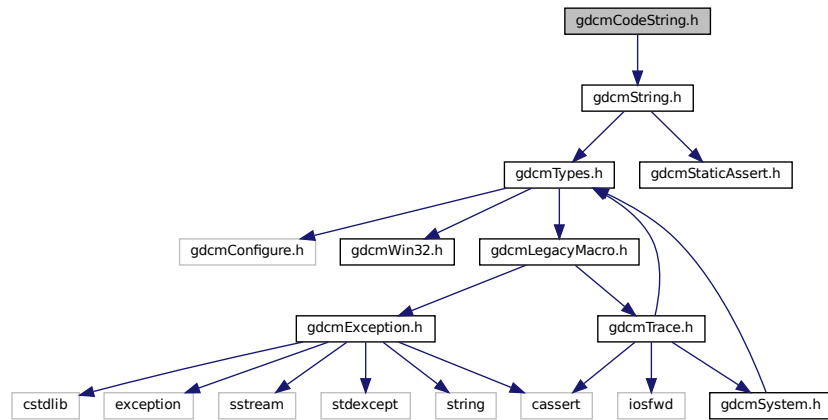 gdcmCodeString.h
gdcmString.h
gdcmTypes.h
gdcmStaticAssert.h
gdcmConfigure.h
gdcmWin32.h
gdcmLegacyMacro.h
gdcmException.h
gdcmTrace.h
cstdlib
exception
sstream
stdexcept
string
cassert
iosfwd
gdcmSystem.h